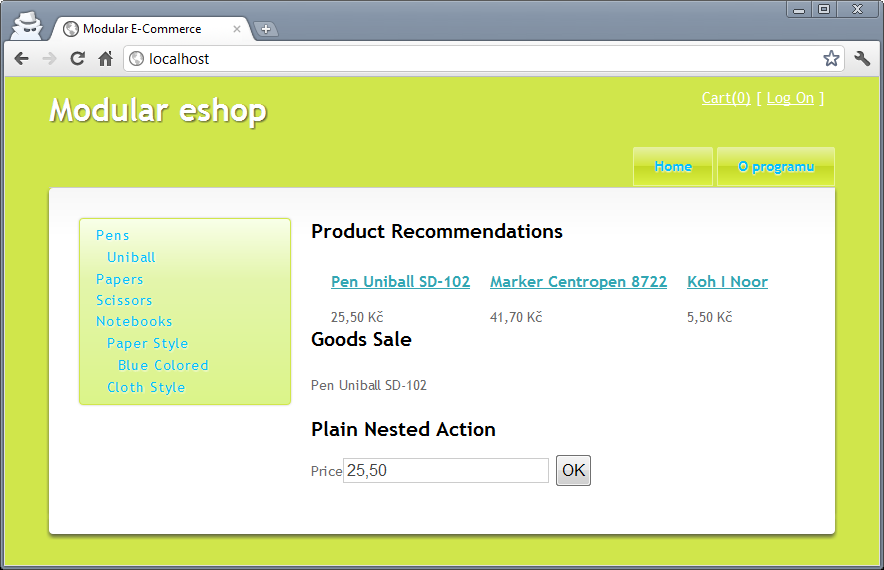 Modular E-Commerce
localhost
Modular eshop
Cart(0) [ Log On ]
Home
O programu
Pens
Uniball
Papers
Scissors
Notebooks
Paper Style
Blue Colored
Cloth Style
Product Recommendations
Pen Uniball SD-102 Marker Centropen 8722 Koh I Noor
25,50 Kč 41,70 Kč 5,50 Kč
Goods Sale
Pen Uniball SD-102
Plain Nested Action
Price 25,50 OK